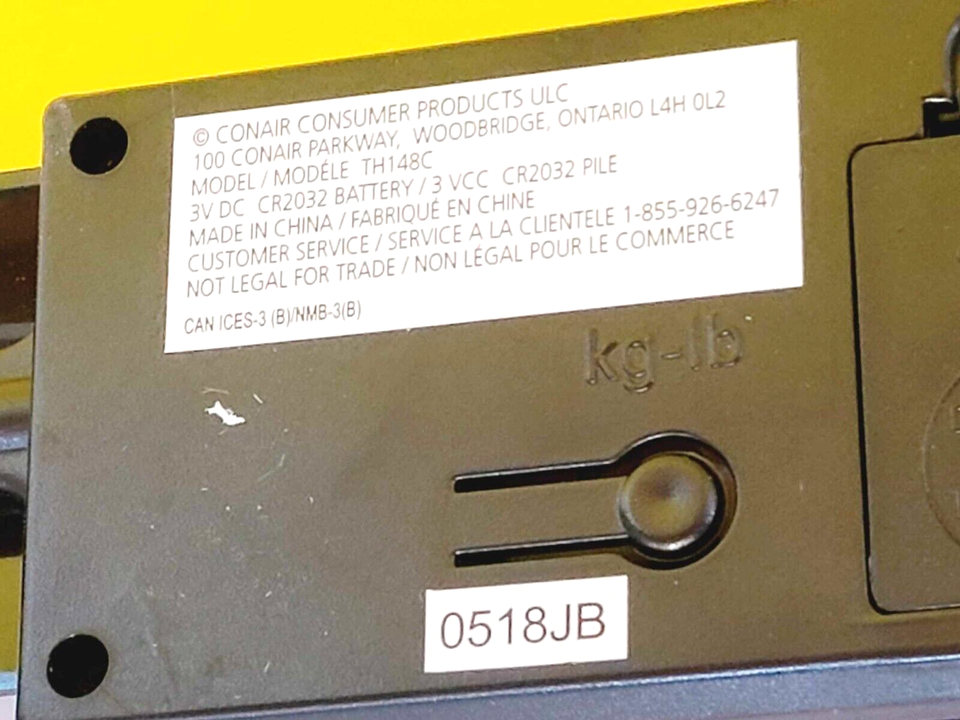 © CONAIR CONSUMER PRODUCTS ULC
100 CONAIR PARKWAY, WOODBRIDGE, ONTARIO L4H 0L2
MODEL / MODÉLE TH148C
3V DC CR2032 BATTERY / 3 VCC CR2032 PILE
MADE IN CHINA / FABRIQUÉ EN CHINE
CUSTOMER SERVICE / SERVICE A LA CLIENTELE 1-855-926-6247
NOT LEGAL FOR TRADE / NON LÉGAL POUR LE COMMERCE
CAN ICES-3 (B)/NMB-3(B)
kg-lb
0518JB